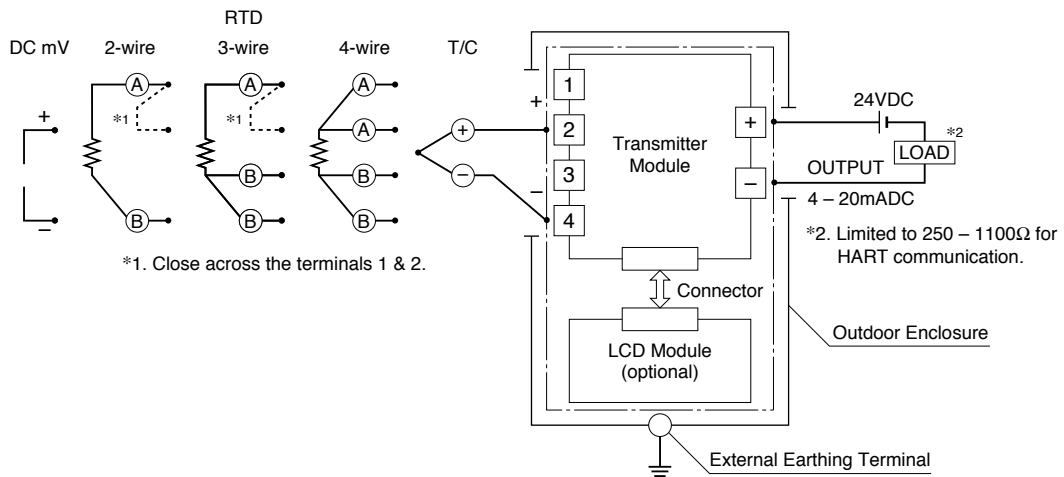 RTD
DC mV 2-wire 3-wire 4-wire T/C
A A A
*1 *1
A
B B
B B B
+
–
+
–
+
–
1
2
3
4
Transmitter
Module
+
–
24VDC
*2
LOAD
OUTPUT
4 – 20mADC
*1. Close across the terminals 1 & 2.
*2. Limited to 250 – 1100Ω for
HART communication.
Connector
LCD Module
(optional)
Outdoor Enclosure
External Earthing Terminal